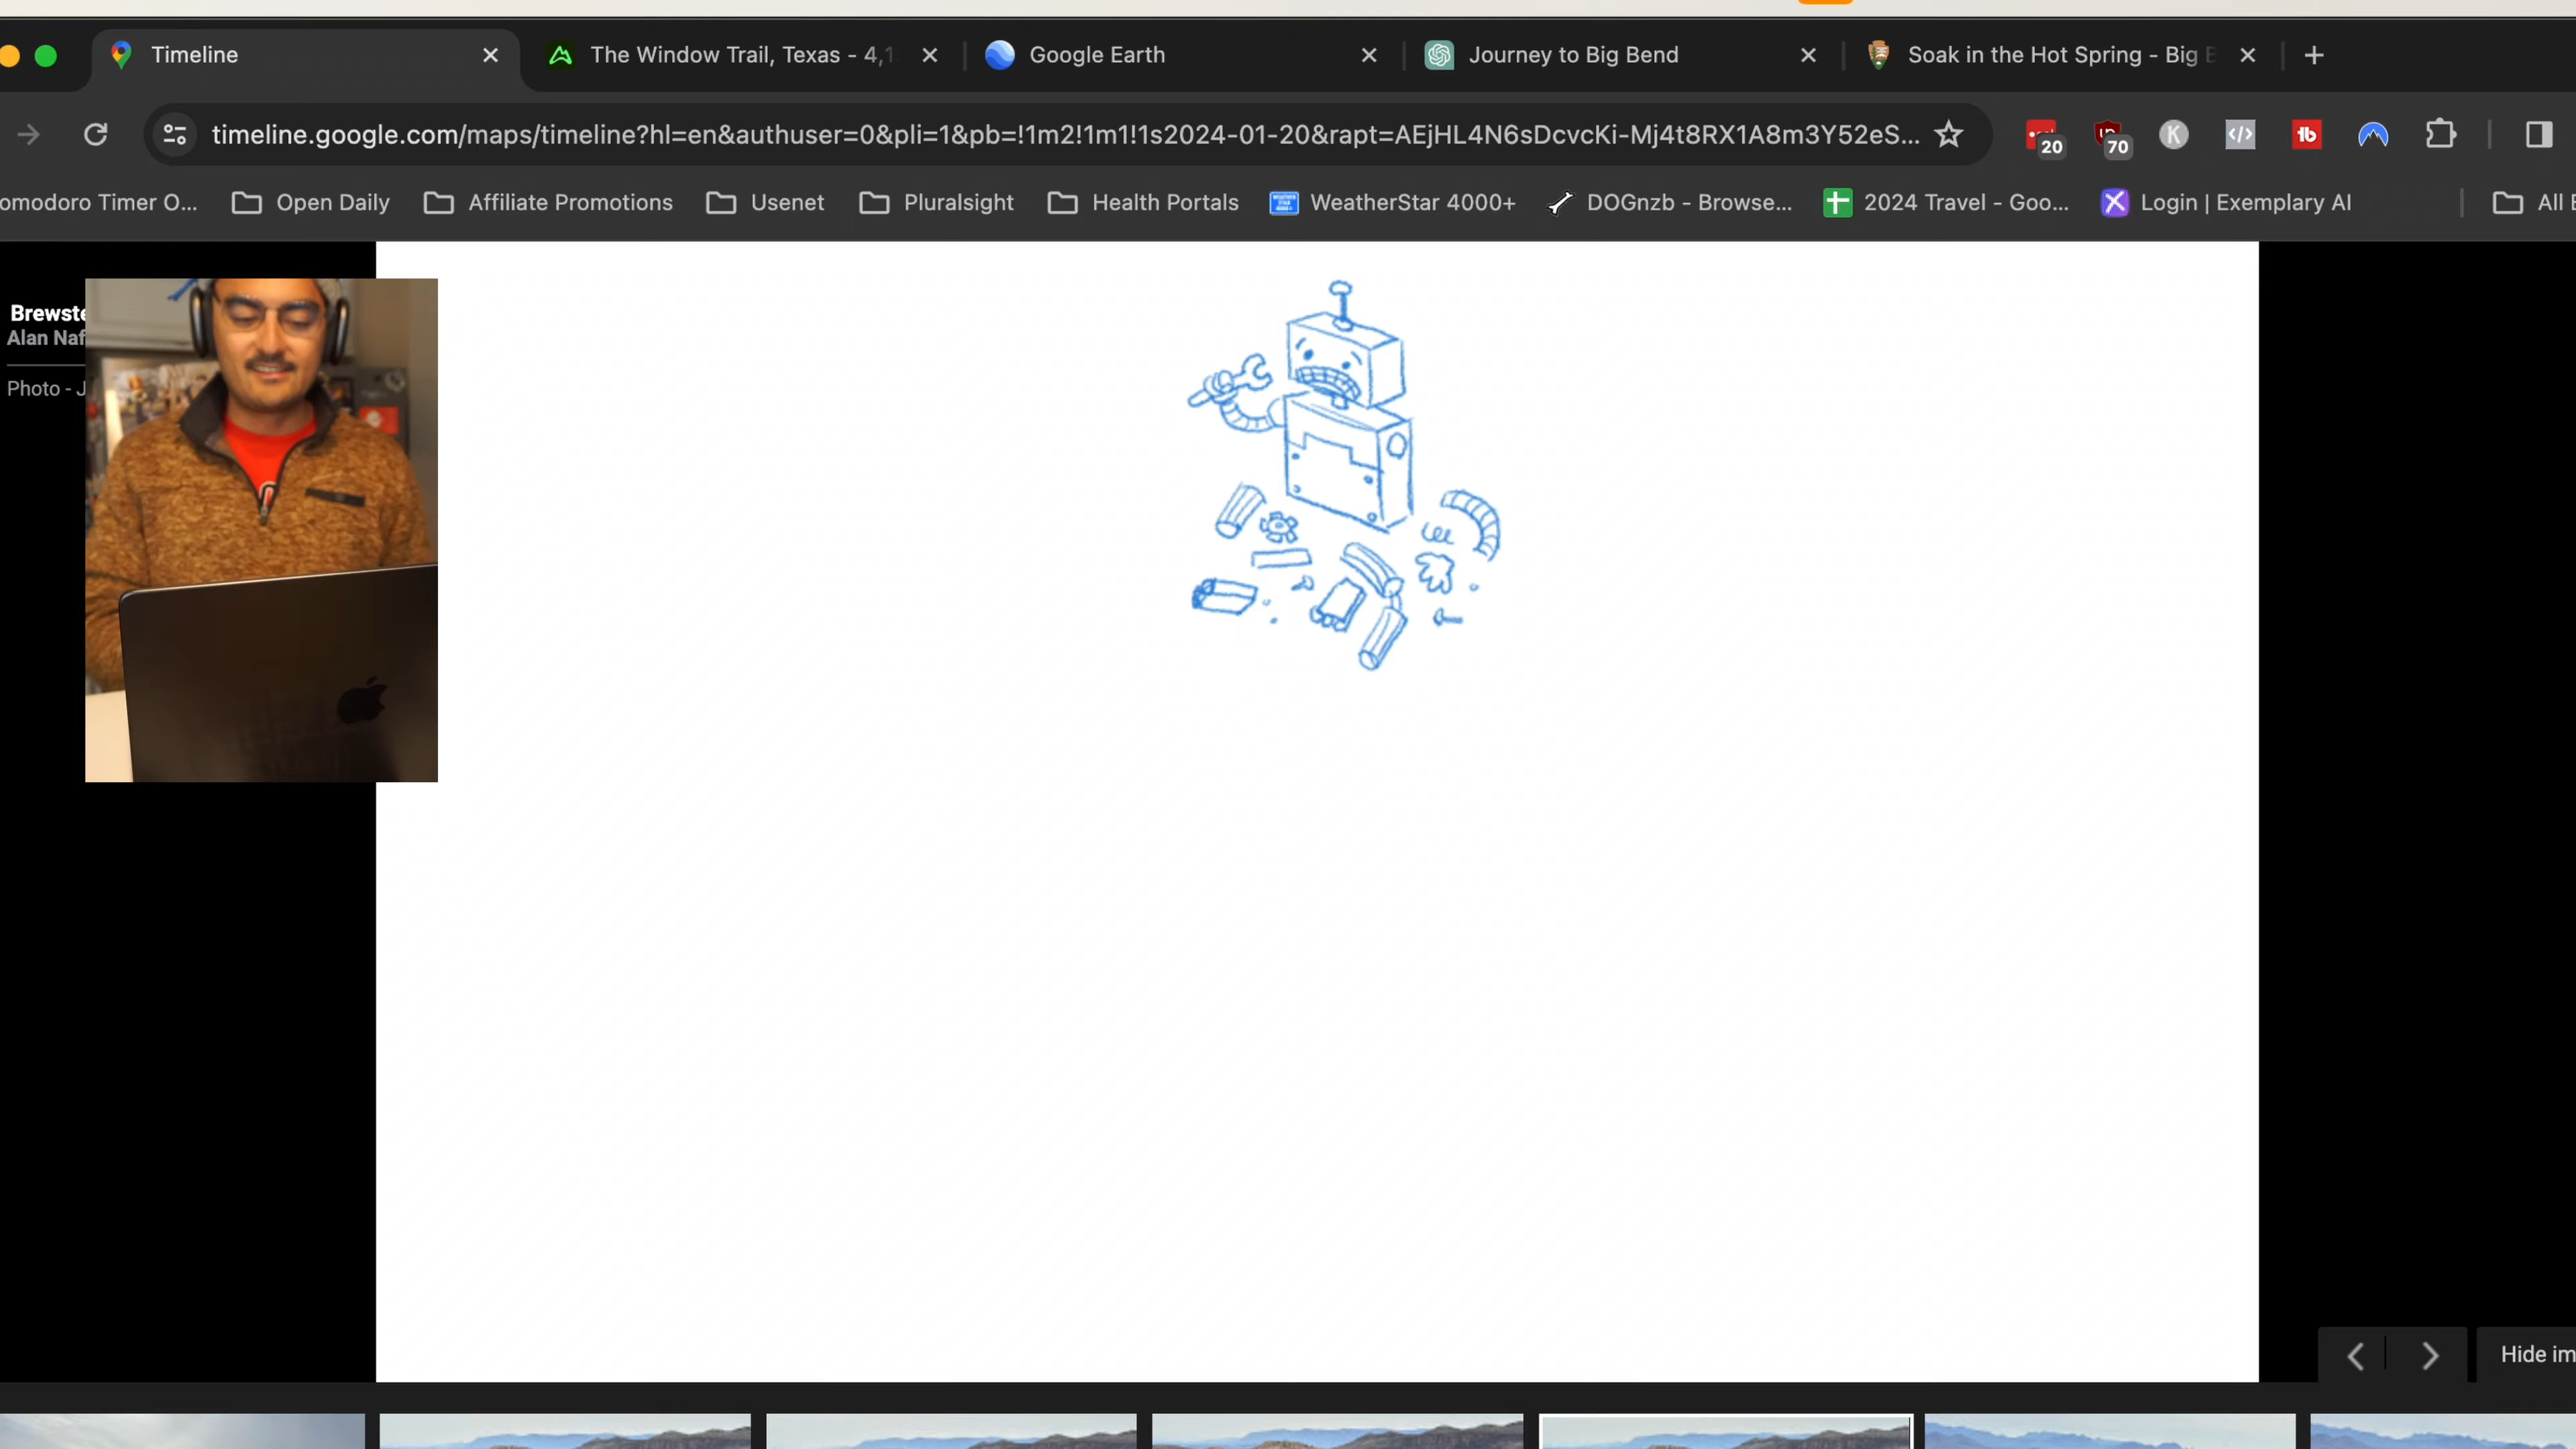 Timeline
The Window Trail, Texas - 4,1
Google Earth
Journey to Big Bend
Soak in the Hot Spring - Big B
timeline.google.com/maps/timeline?hl=en&authuser=0&pli=1&pb=!1m2!1m1!1s2024-01-20&rapt=AEjHL4N6sDcvcKi-Mj4t8RX1A8m3Y52eS...
20
70
K
</>
tb
omodoro Timer O...
Open Daily
Affiliate Promotions
Usenet
Pluralsight
Health Portals
WeatherStar 4000+
DOGnzb - Browse...
2024 Travel - Goo...
Login | Exemplary AI
All B
Brewste
Alan Naf
Photo - J
Hide im